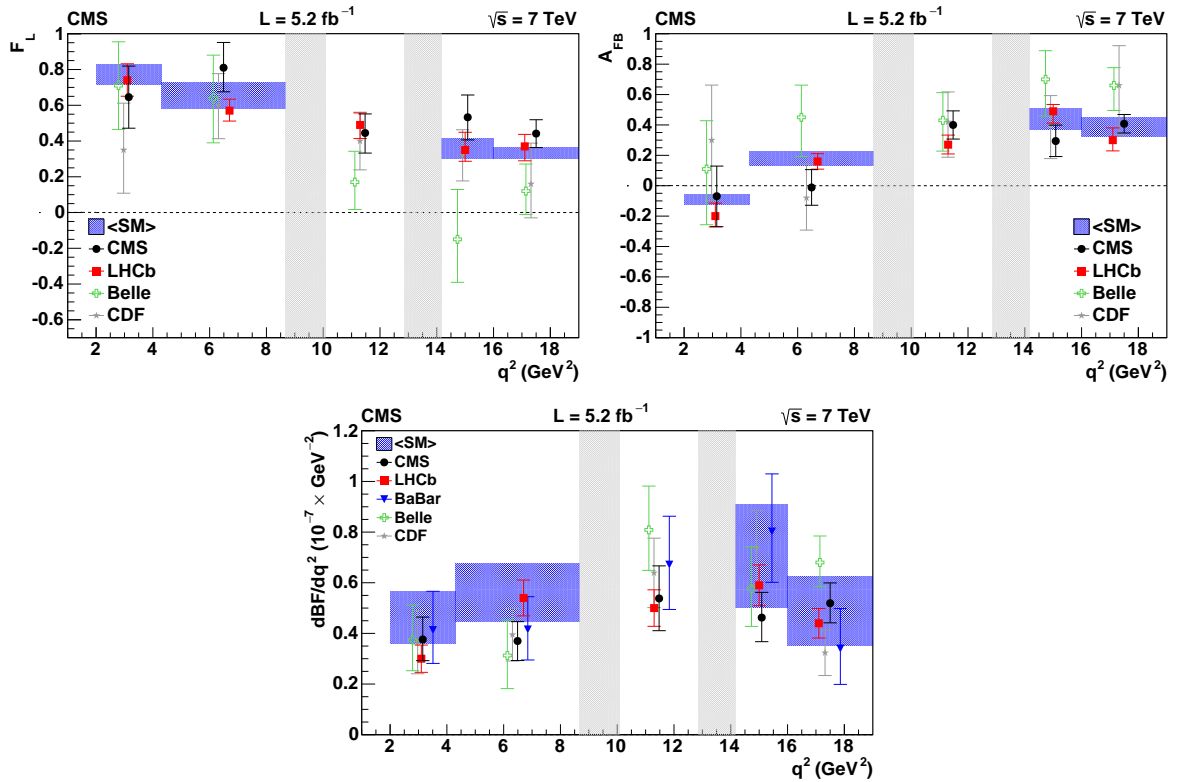 CMS L = 5.2 fb⁻¹ √s = 7 TeV
F_L
1
0.8
0.6
0.4
0.2
0
0.2
0.4
0.6
<SM>
CMS
LHCb
Belle
CDF
2 4 6 8 10 12 14 16 18
q² (GeV²)
CMS L = 5.2 fb⁻¹ √s = 7 TeV
A_FB
1
0.8
0.6
0.4
0.2
0
0.2
0.4
0.6
0.8
-1
<SM>
CMS
LHCb
Belle
CDF
2 4 6 8 10 12 14 16 18
q² (GeV²)
CMS L = 5.2 fb⁻¹ √s = 7 TeV
dBF/dq² (10⁻⁷ × GeV⁻²)
1.2
1
0.8
0.6
0.4
0.2
0
<SM>
CMS
LHCb
BaBar
Belle
CDF
2 4 6 8 10 12 14 16 18
q² (GeV²)